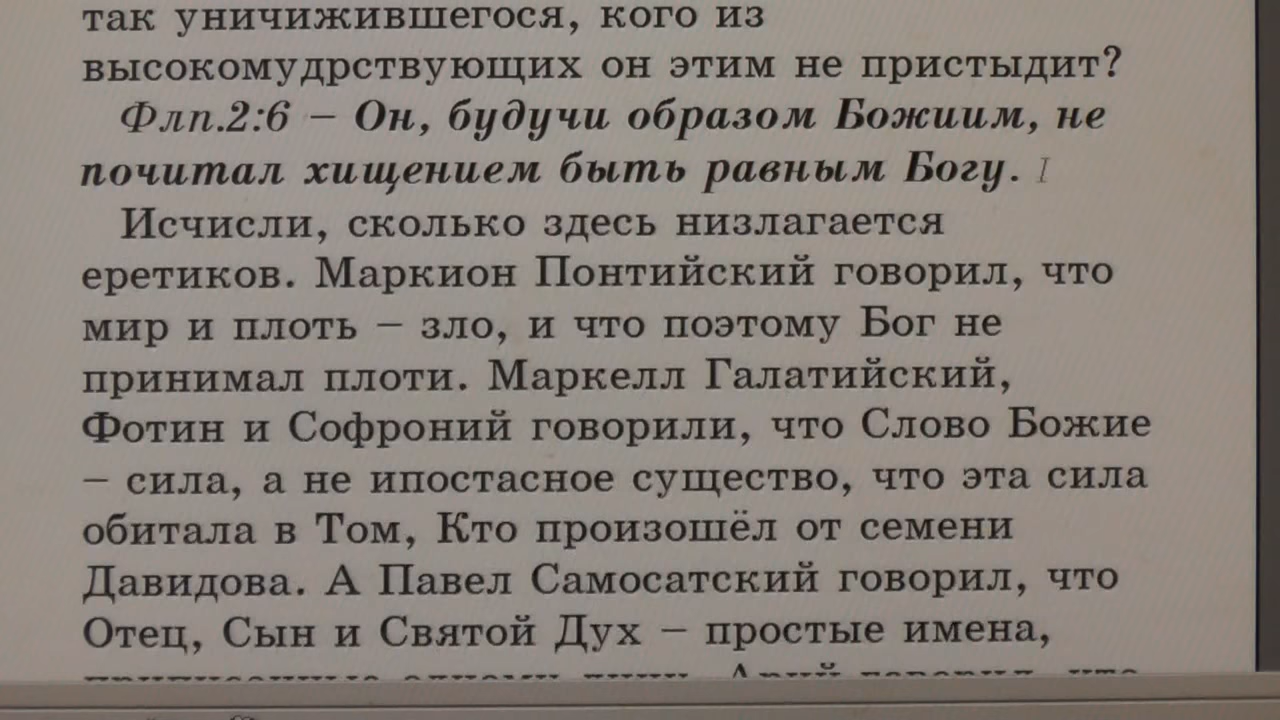 так уничижившегося, кого из
высокомудрствующих он этим не пристыдит?
Флп.2:6 – Он, будучи образом Божиим, не
почитал хищением быть равным Богу.
Исчисли, сколько здесь низлагается
еретиков. Маркион Понтийский говорил, что
мир и плоть – зло, и что поэтому Бог не
принимал плоти. Маркелл Галатийский,
Фотин и Софроний говорили, что Слово Божие
– сила, а не ипостасное существо, что эта сила
обитала в Том, Кто произошёл от семени
Давидова. А Павел Самосатский говорил, что
Отец, Сын и Святой Дух – простые имена,
Арий говорил, что